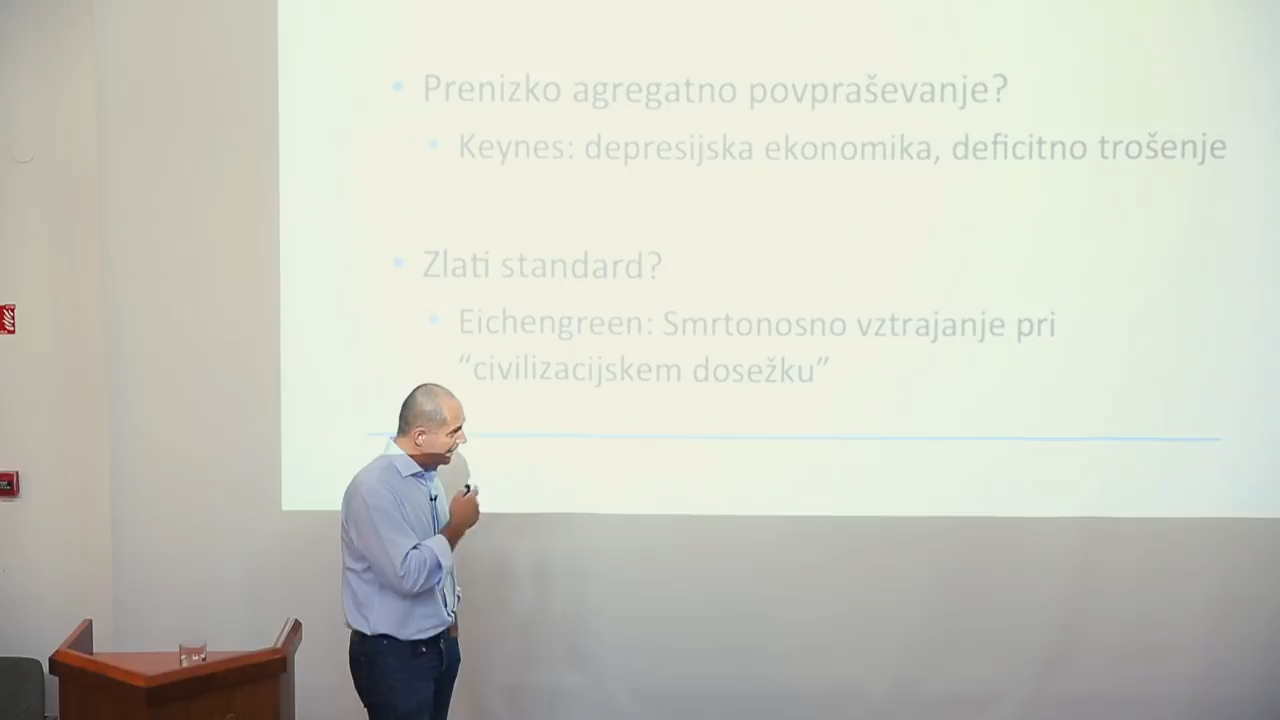 Prenizko agregatno povpraševanje?
Keynes: depresijska ekonomika, deficitno trošenje
Zlati standard?
Eichengreen: Smrtonosno vztrajanje pri
“civilizacijskem dosežku”